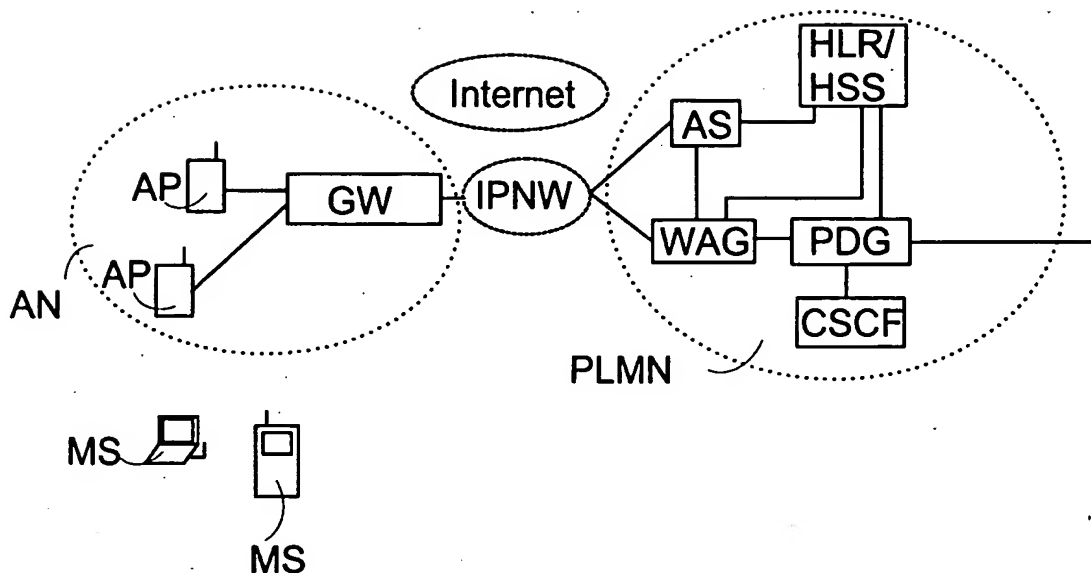 HLR/
HSS
Internet
AS
AP
GW
IPNW
WAG
PDG
AP
AN
CSCF
PLMN
MS
MS